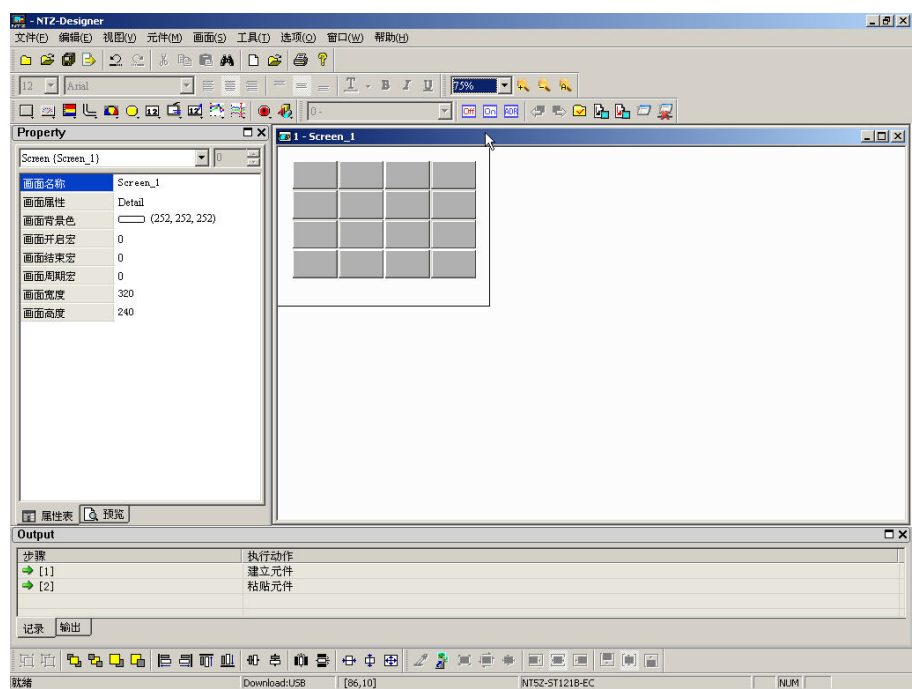 - NTZ-Designer
文件(F) 编辑(E) 视图(V) 元件(M) 画面(S) 工具(T) 选项(O) 窗口(W) 帮助(H)
12 Arial 75%
0 -
Property
1 - Screen_1
Screen {Screen_1} 0
画面名称 Screen_1
画面属性 Detail
画面背景色 (252, 252, 252)
画面开启宏 0
画面结束宏 0
画面周期宏 0
画面宽度 320
画面高度 240
属性表 预览
Output
步骤 执行动作
[1] 建立元件
[2] 粘贴元件
记录 输出
就绪 Download:USB [86,10] NT5Z-ST121B-EC NUM